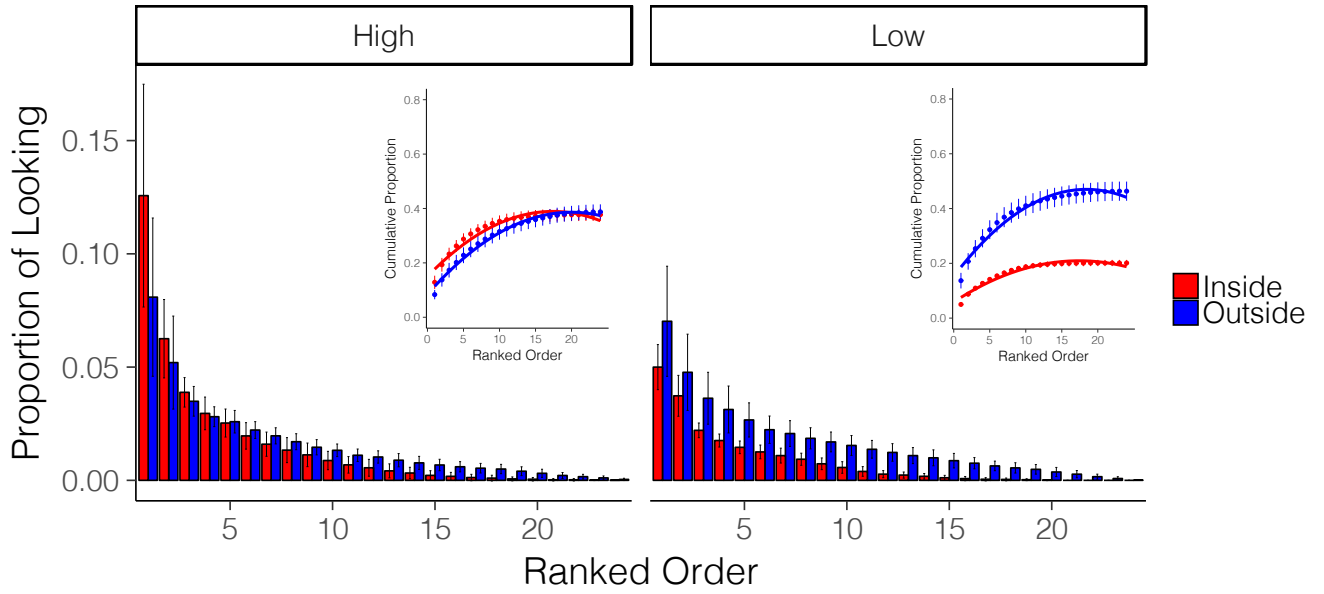 High
Low
Proportion of Looking
0.15
0.10
0.05
0.00
0.8
0.6
0.4
0.2
0.0
Cumulative Proportion
0 5 10 15 20
Ranked Order
0.8
0.6
0.4
0.2
0.0
Cumulative Proportion
0 5 10 15 20
Ranked Order
Inside
Outside
5 10 15 20
5 10 15 20
Ranked Order